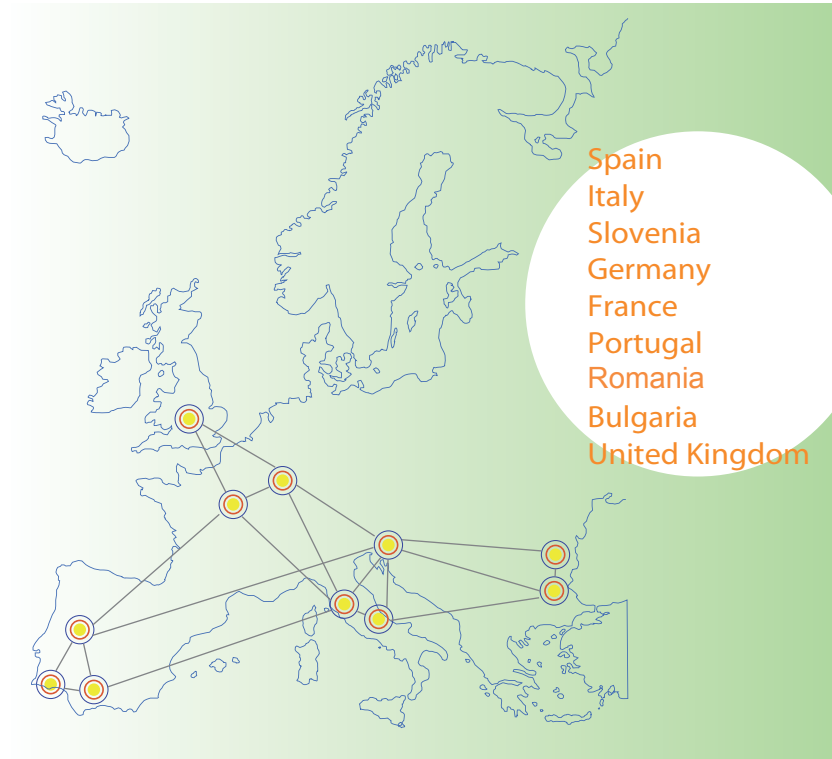 Spain
Italy
Slovenia
Germany
France
Portugal
Romania
Bulgaria
United Kingdom